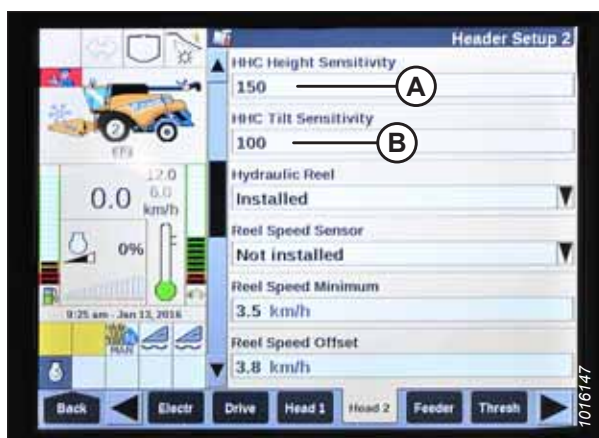 Header Setup 2
HHC Height Sensitivity
150
A
HHC Tilt Sensitivity
100
B
Hydraulic Reel
Installed
Reel Speed Sensor
Not installed
Reel Speed Minimum
3.5 km/h
Reel Speed Offset
3.8 km/h
2
12.0
0.0
6.0
km/h
0%
9:25 am - Jan 13, 2016
MAN
Back
Electr
Drive
Head 1
Head 2
Feeder
Thresh
1016147